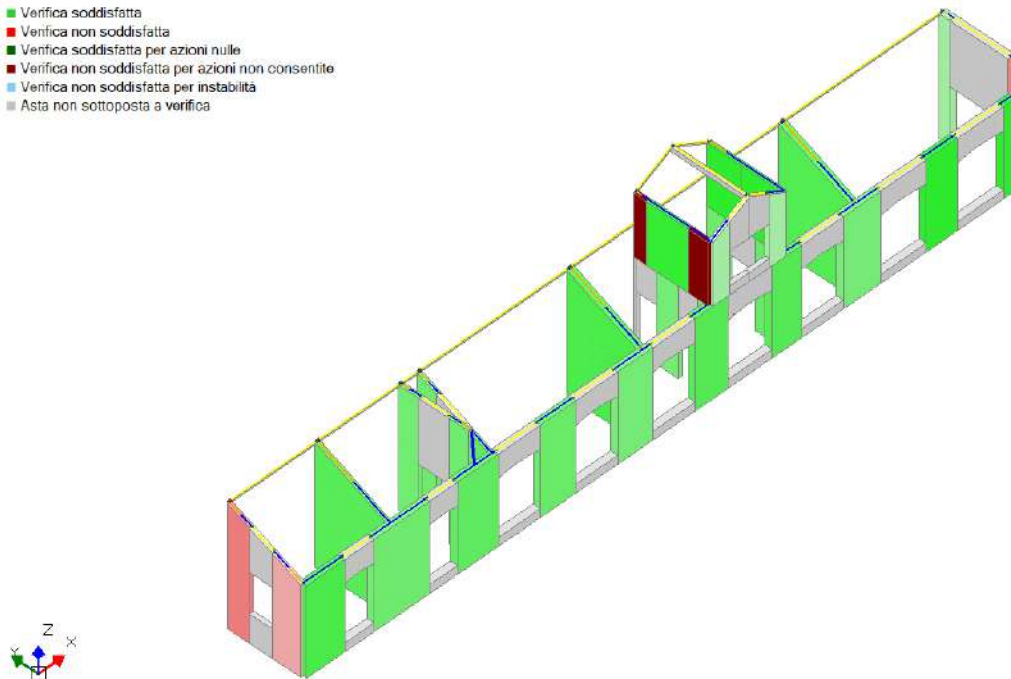 Verifica soddisfatta
Verifica non soddisfatta
Verifica soddisfatta per azioni nulle
Verifica non soddisfatta per azioni non consentite
Verifica non soddisfatta per instabilità
Asta non sottoposta a verifica
Z
Y X